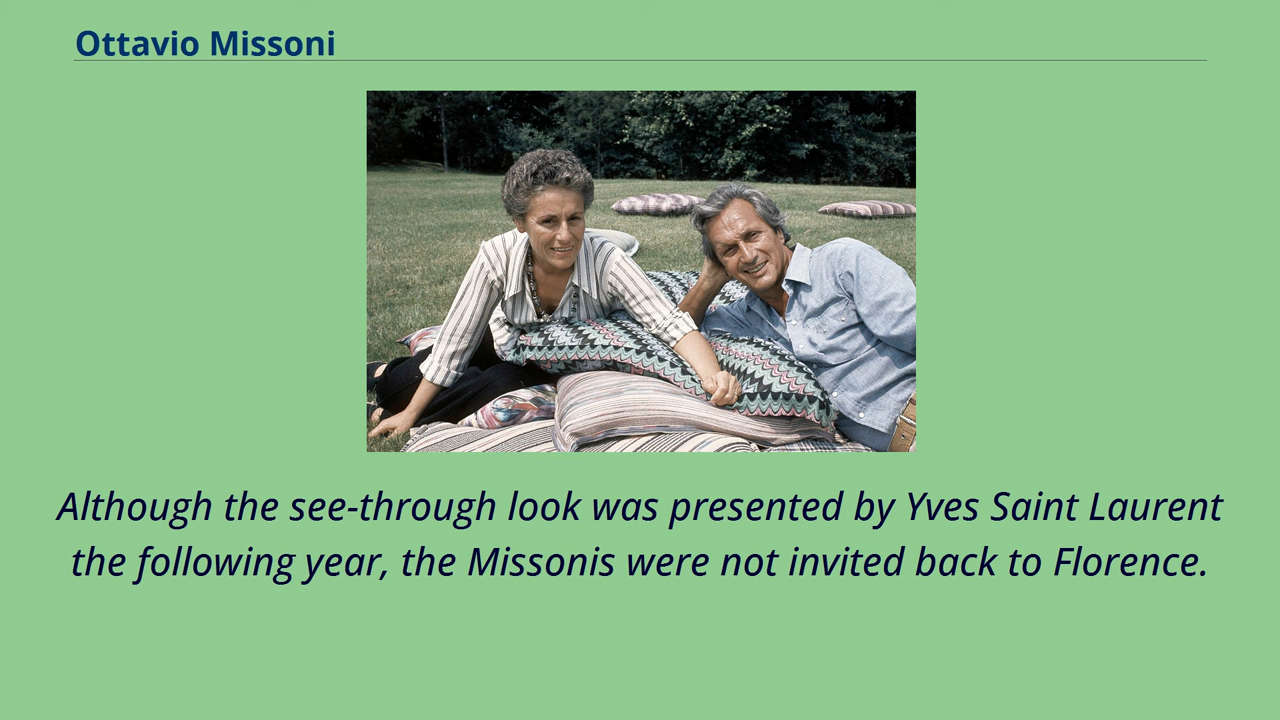 Ottavio Missoni
Although the see-through look was presented by Yves Saint Laurent
the following year, the Missonis were not invited back to Florence.